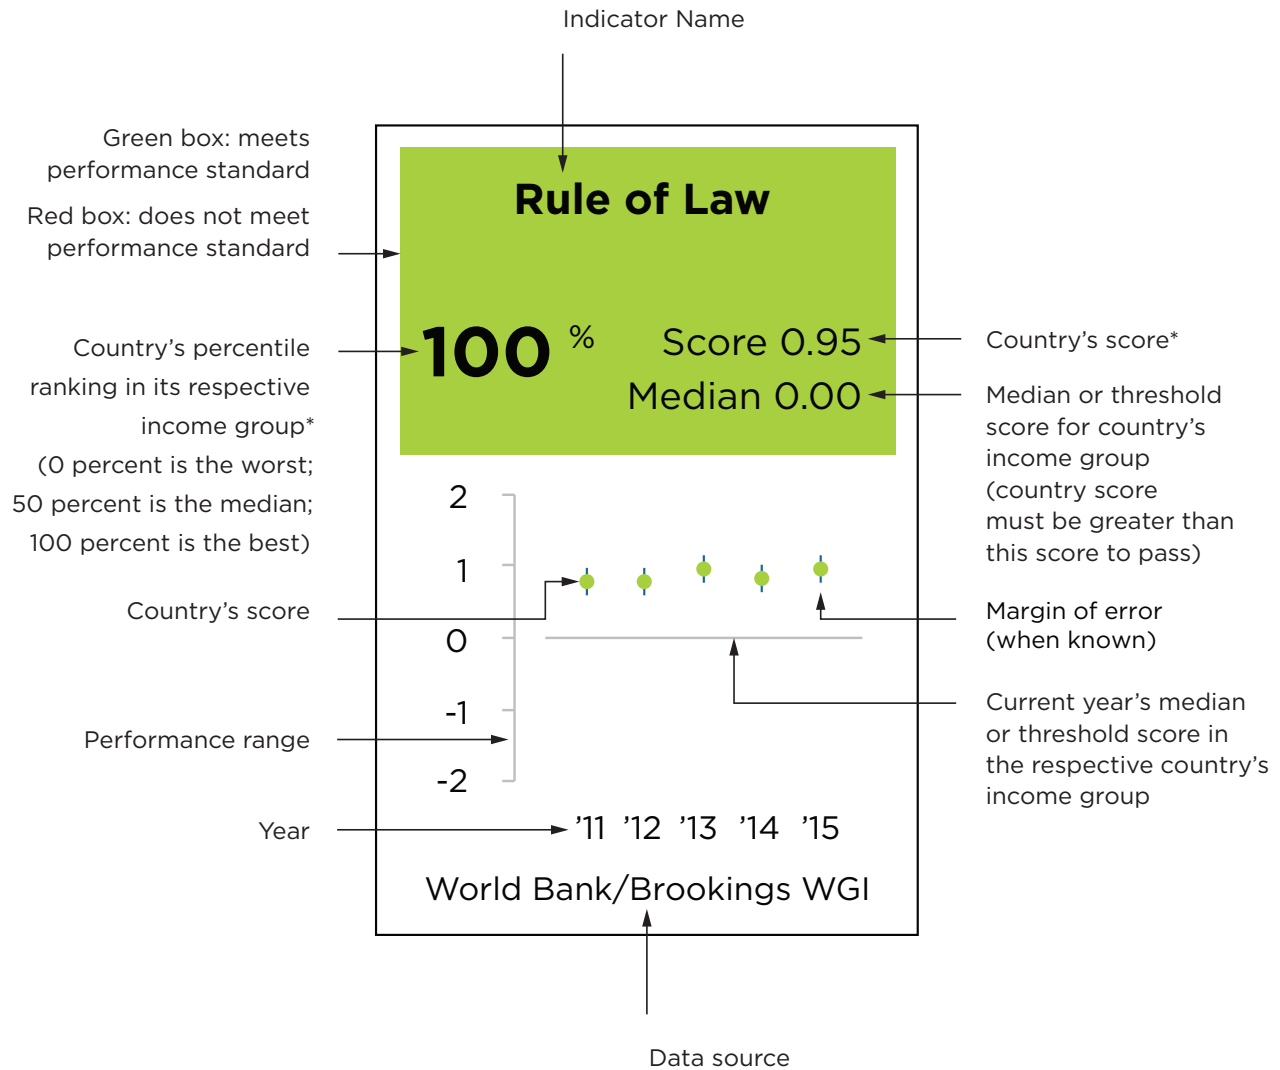 Indicator Name
Green box: meets
performance standard
Red box: does not meet
performance standard
Country’s percentile
ranking in its respective
income group*
(0 percent is the worst;
50 percent is the median;
100 percent is the best)
Country’s score
Performance range
Year
Rule of Law
100 %
Score 0.95
Median 0.00
2
1
0
-1
-2
’11 ’12 ’13 ’14 ’15
World Bank/Brookings WGI
Country’s score*
Median or threshold
score for country’s
income group
(country score
must be greater than
this score to pass)
Margin of error
(when known)
Current year’s median
or threshold score in
the respective country’s
income group
Data source